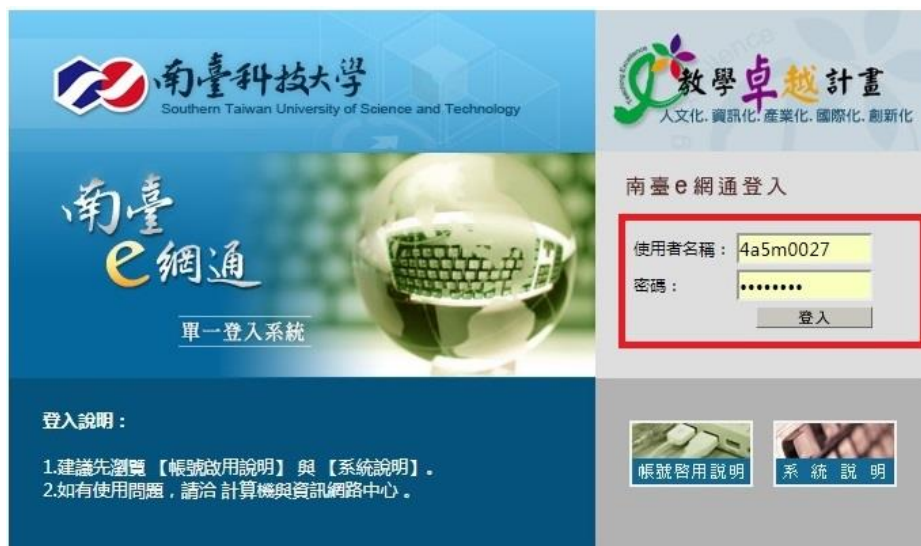 南臺科技大學
Southern Taiwan University of Science and Technology
教學卓越計畫
人文化. 資訊化. 產業化. 國際化. 創新化
南臺e網通
單一登入系統
南臺e網通登入
使用者名稱： 4a5m0027
密碼： ••••••••
登入
登入說明：
1.建議先瀏覽 【帳號啟用說明】 與 【系統說明】。
2.如有使用問題，請洽 計算機與資訊網路中心 。
帳號啓用說明
系統說明